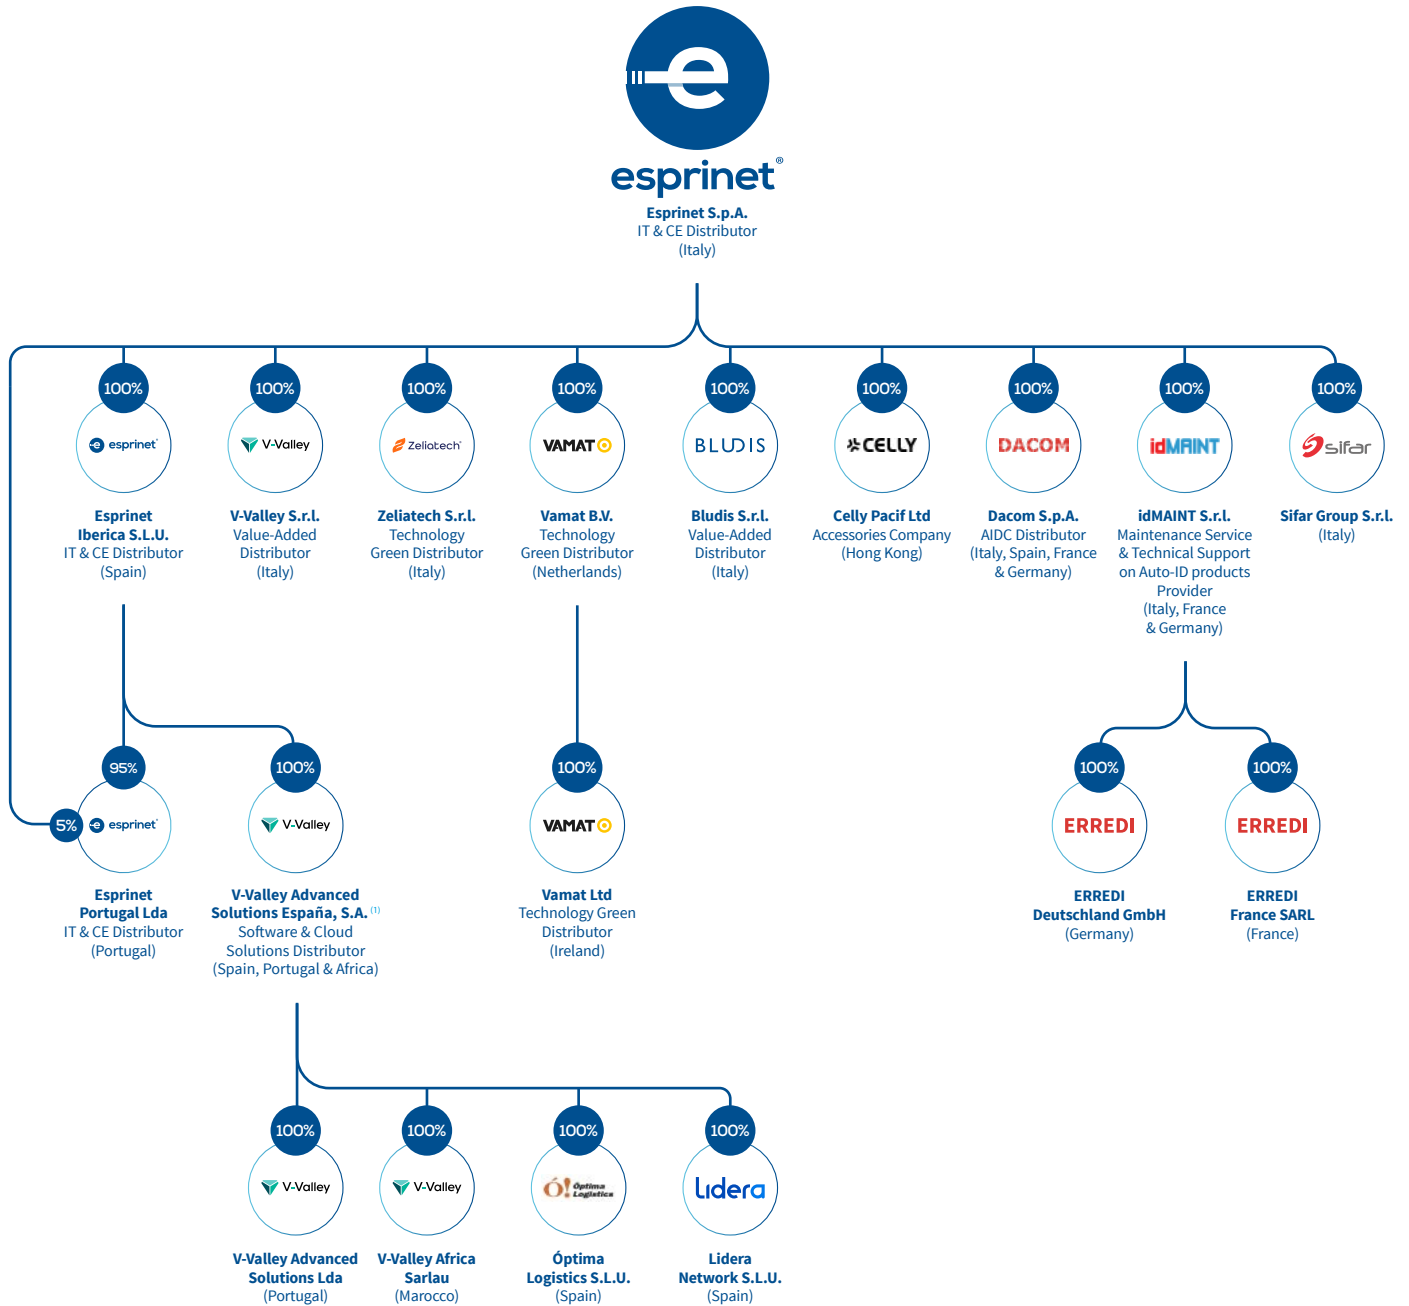 e
esprinet®
Esprinet S.p.A.
IT & CE Distributor
(Italy)
100%
esprinet
Esprinet
Iberica S.L.U.
IT & CE Distributor
(Spain)
100%
V-Valley
V-Valley S.r.l.
Value-Added
Distributor
(Italy)
100%
Zeliatech
Zeliatech S.r.l.
Technology
Green Distributor
(Italy)
100%
VAMAT
Vamat B.V.
Technology
Green Distributor
(Netherlands)
100%
BLUDIS
Bludis S.r.l.
Value-Added
Distributor
(Italy)
100%
CELLY
Celly Pacif Ltd
Accessories Company
(Hong Kong)
100%
DACOM
Dacom S.p.A.
AIDC Distributor
(Italy, Spain, France
& Germany)
100%
idMAINT
idMAINT S.r.l.
Maintenance Service
& Technical Support
on Auto-ID products
Provider
(Italy, France
& Germany)
100%
sifar
Sifar Group S.r.l.
(Italy)
95%
5%
esprinet
Esprinet
Portugal Lda
IT & CE Distributor
(Portugal)
100%
V-Valley
V-Valley Advanced
Solutions España, S.A. (1)
Software & Cloud
Solutions Distributor
(Spain, Portugal & Africa)
100%
VAMAT
Vamat Ltd
Technology Green
Distributor
(Ireland)
100%
ERREDI
ERREDI
Deutschland GmbH
(Germany)
100%
ERREDI
ERREDI
France SARL
(France)
100%
V-Valley
V-Valley Advanced
Solutions Lda
(Portugal)
100%
V-Valley
V-Valley Africa
Sarlau
(Marocco)
100%
Ó! Óptima
Logistics
Óptima
Logistics S.L.U.
(Spain)
100%
Lidera
Lidera
Network S.L.U.
(Spain)